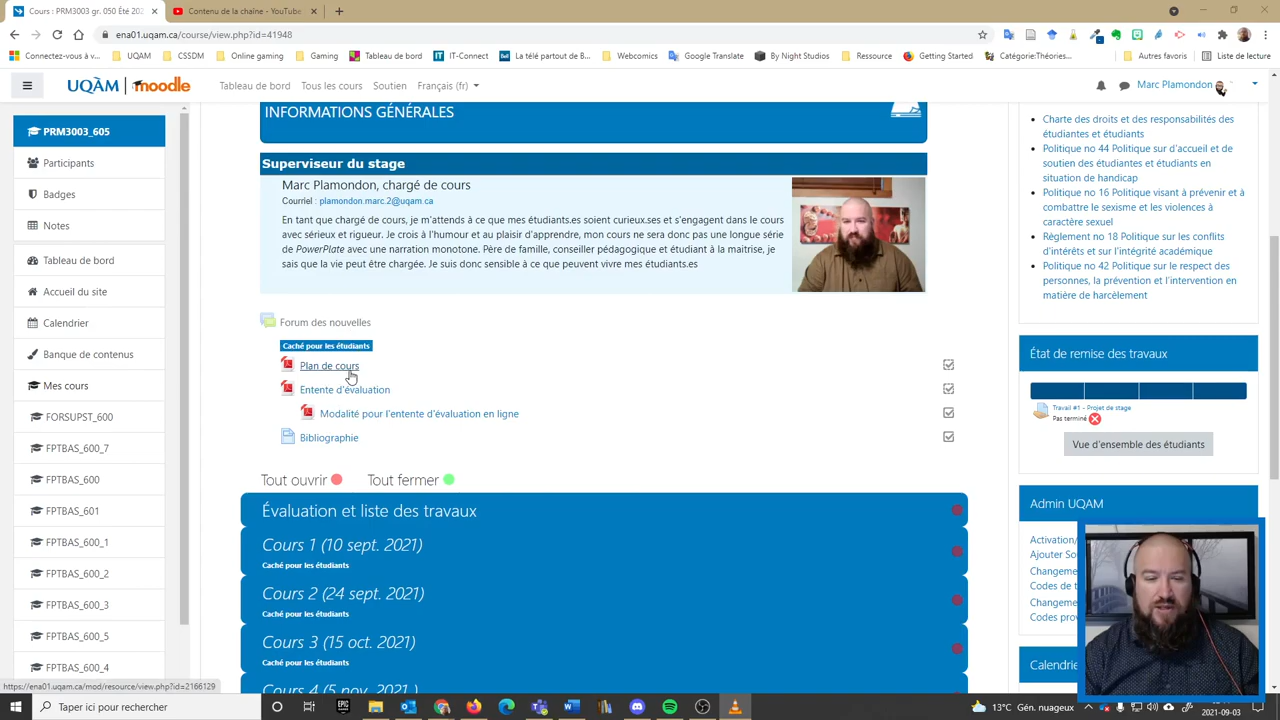 Cours : PRM3003 gr. 050 Été 202
Contenu de la chaîne - YouTube
ena01.uqam.ca/course/view.php?id=41948
Connectez-vous à v
UQAM
CSSDM
Online gaming
Gaming
Tableau de bord
IT-Connect
La télé partout de B...
Webcomics
Google Translate
By Night Studios
Ressource
Getting Started
Catégorie:Théories...
Autres favoris
Liste de lecture
UQÀM | moodle
Tableau de bord
Tous les cours
Soutien
Français (fr)
Marc Plamondon
PRM3003_605
Participants
Badges
Notes
Tableau de bord
Accueil du site
Calendrier
Banque de contenus
Mes cours
FORSUPST_600
FPTBAS_600_7
FPTBAS_600
FPTBAS_601
FPTBAS_600_1
FPTBAS_600_2
FPTBAS_600_3
FPTBAS_600_5
FPTBAS_600_4
https://ena01.uqam.ca/mod/resource/view.php?id=2166129
INFORMATIONS GÉNÉRALES
Superviseur du stage
Marc Plamondon, chargé de cours
Courriel : plamondon.marc.2@uqam.ca
En tant que chargé de cours, je m'attends à ce que mes étudiants.es soient curieux.ses et s'engagent dans le cours
avec sérieux et rigueur. Je crois à l'humour et au plaisir d'apprendre, mon cours ne sera donc pas une longue série
de PowerPlate avec une narration monotone. Père de famille, conseiller pédagogique et étudiant à la maitrise, je
sais que la vie peut être chargée. Je suis donc sensible à ce que peuvent vivre mes étudiants.es
Forum des nouvelles
Caché pour les étudiants
Plan de cours
Entente d'évaluation
Modalité pour l'entente d'évaluation en ligne
Bibliographie
Tout ouvrir
Tout fermer
Évaluation et liste des travaux
Cours 1 (10 sept. 2021)
Caché pour les étudiants
Cours 2 (24 sept. 2021)
Caché pour les étudiants
Cours 3 (15 oct. 2021)
Caché pour les étudiants
Cours 4 (5 nov. 2021 )
Charte des droits et des responsabilités des
étudiantes et étudiants
Politique no 44 Politique sur d'accueil et de
soutien des étudiantes et étudiants en
situation de handicap
Politique no 16 Politique visant à prévenir et à
combattre le sexisme et les violences à
caractère sexuel
Règlement no 18 Politique sur les conflits
d'intérêts et sur l'intégrité académique
Politique no 42 Politique sur le respect des
personnes, la prévention et l'intervention en
matière de harcèlement
État de remise des travaux
Travail #1 - Projet de stage
Pas terminé
Vue d'ensemble des étudiants
Admin UQAM
Activation/
Ajouter So
Changeme
Codes de t
Changeme
Codes pro
Calendrie
Taper ici pour rechercher
EPIC
13°C Gén. nuageux
2021-09-03